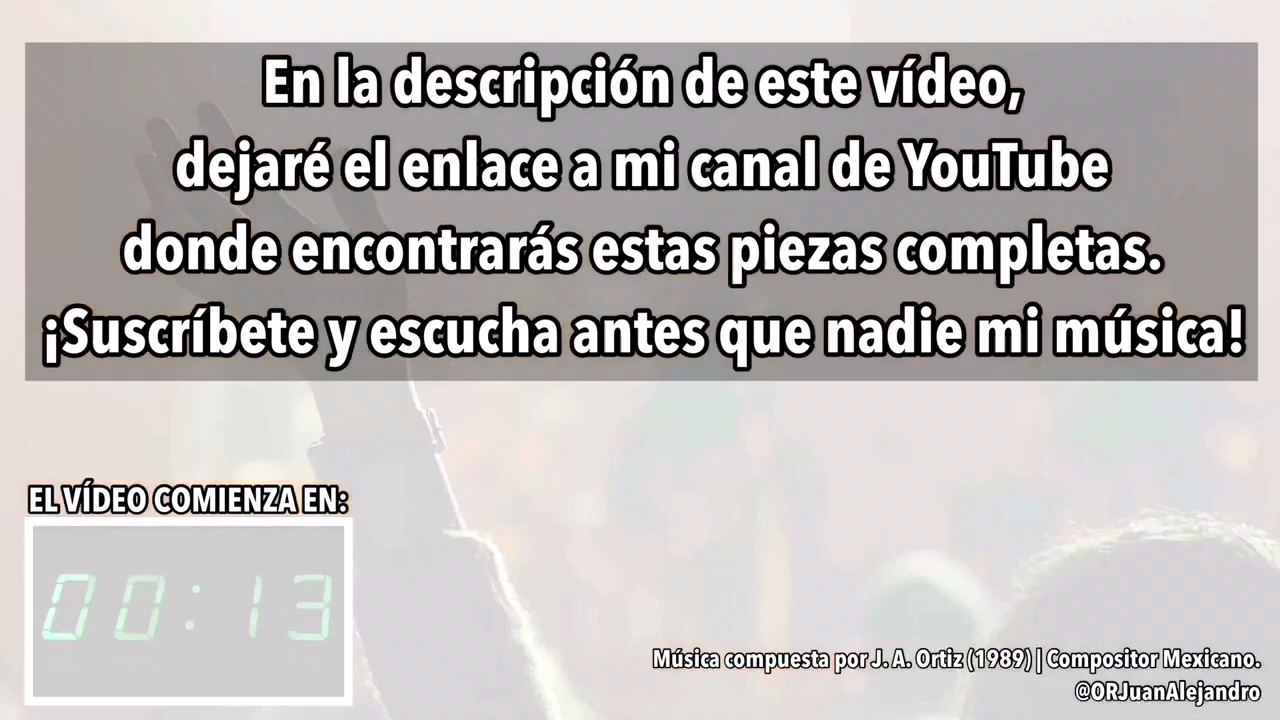 En la descripción de este vídeo,
dejaré el enlace a mi canal de YouTube
donde encontrarás estas piezas completas.
¡Suscríbete y escucha antes que nadie mi música!
EL VÍDEO COMIENZA EN:
00:13
Música compuesta por J. A. Ortiz (1989) | Compositor Mexicano.
@ORJuanAlejandro